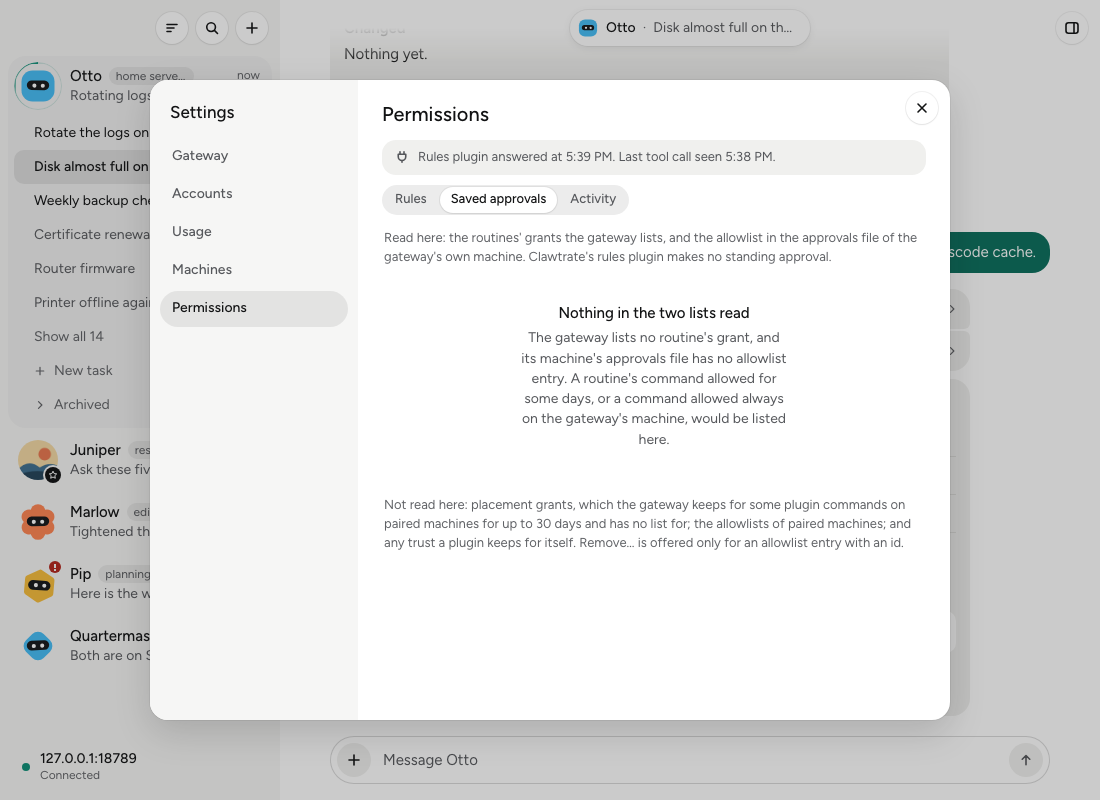 Otto · Disk almost full on th...
Changed
Nothing yet.
Otto home serve... now
Rotating logs
Rotate the logs on
Disk almost full on
Weekly backup che
Certificate renewa
Router firmware
Printer offline again
Show all 14
New task
Archived
Juniper res
Ask these fiv
Marlow edi
Tightened th
Pip planning
Here is the w
Quartermas
Both are on S
127.0.0.1:18789
Connected
Settings
Gateway
Accounts
Usage
Machines
Permissions
Permissions
Rules plugin answered at 5:39 PM. Last tool call seen 5:38 PM.
Rules Saved approvals Activity
Read here: the routines' grants the gateway lists, and the allowlist in the approvals file of the
gateway's own machine. Clawtrate's rules plugin makes no standing approval.
Nothing in the two lists read
The gateway lists no routine's grant, and
its machine's approvals file has no allowlist
entry. A routine's command allowed for
some days, or a command allowed always
on the gateway's machine, would be listed
here.
Not read here: placement grants, which the gateway keeps for some plugin commands on
paired machines for up to 30 days and has no list for; the allowlists of paired machines; and
any trust a plugin keeps for itself. Remove... is offered only for an allowlist entry with an id.
scode cache.
Message Otto